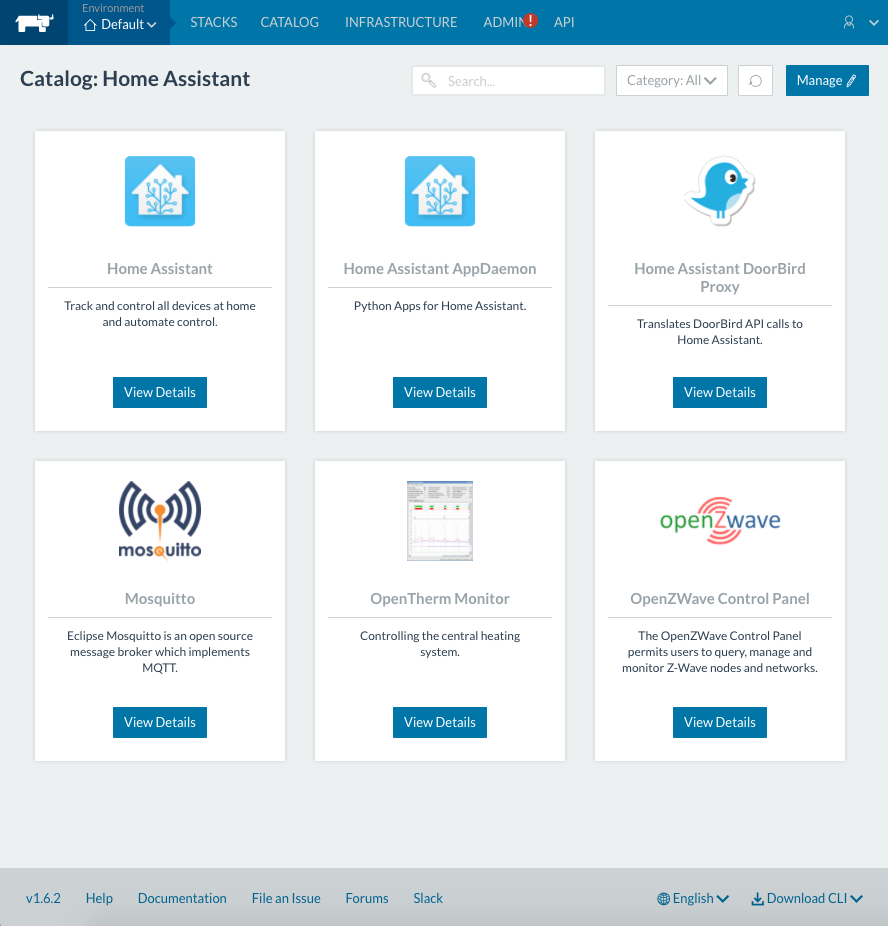 Environment
Default
STACKS CATALOG INFRASTRUCTURE ADMIN ! API
Catalog: Home Assistant
Search...
Category: All
Manage
Home Assistant
Track and control all devices at home
and automate control.
View Details
Home Assistant AppDaemon
Python Apps for Home Assistant.
View Details
Home Assistant DoorBird
Proxy
Translates DoorBird API calls to
Home Assistant.
View Details
mosquitto
Mosquitto
Eclipse Mosquitto is an open source
message broker which implements
MQTT.
View Details
OpenTherm Monitor
Controlling the central heating
system.
View Details
openZwave
OpenZWave Control Panel
The OpenZWave Control Panel
permits users to query, manage and
monitor Z-Wave nodes and networks.
View Details
v1.6.2 Help Documentation File an Issue Forums Slack English Download CLI